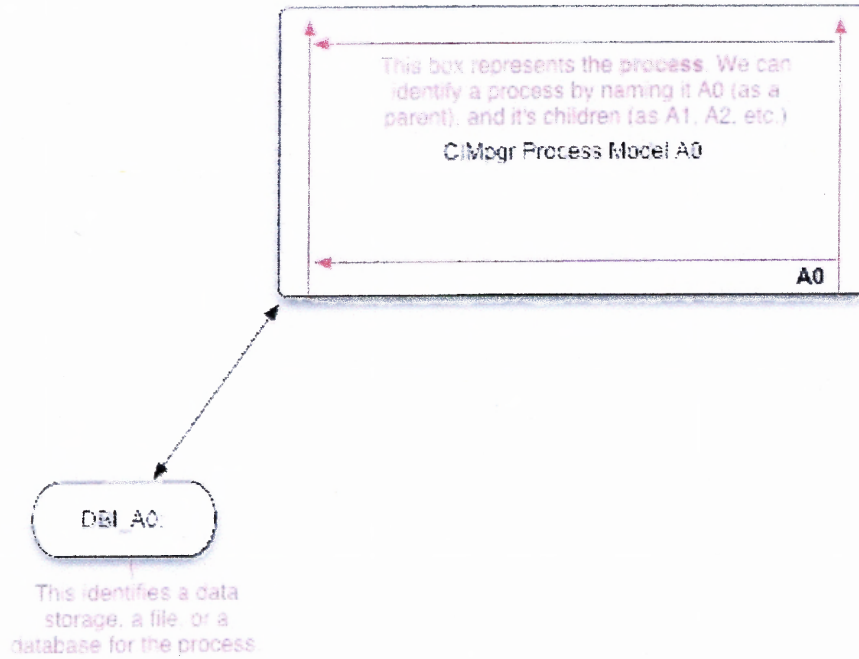 This box represents the process. We can
identify a process by naming it A0 (as a
parent), and it's children (as A1, A2, etc.)
Process Model A0
A0
This identifies a data
storage, a file, or a
database for the process